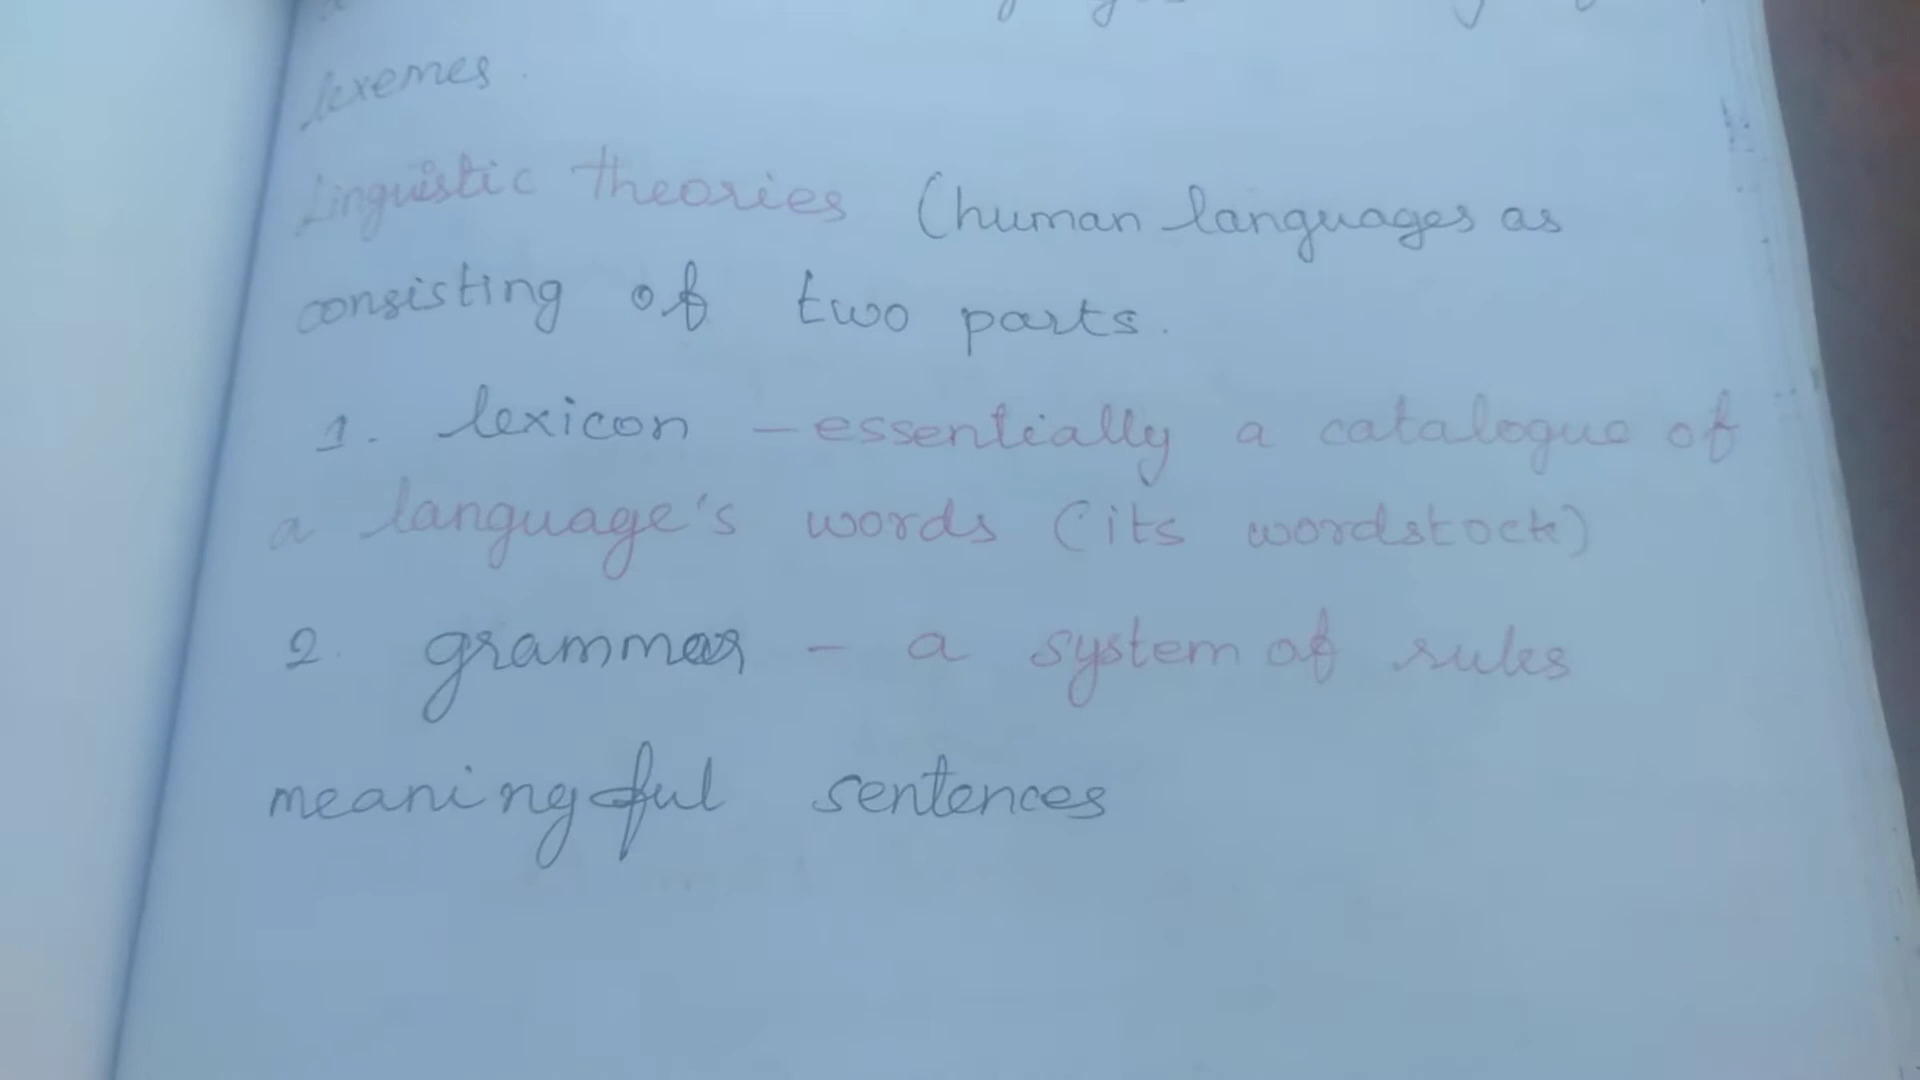 lexemes.
Linguistic theories (human languages as
consisting of two parts.
1. lexicon - essentially a catalogue of
a language's words (its wordstock)
2. grammar - a system of rules
meaningful sentences